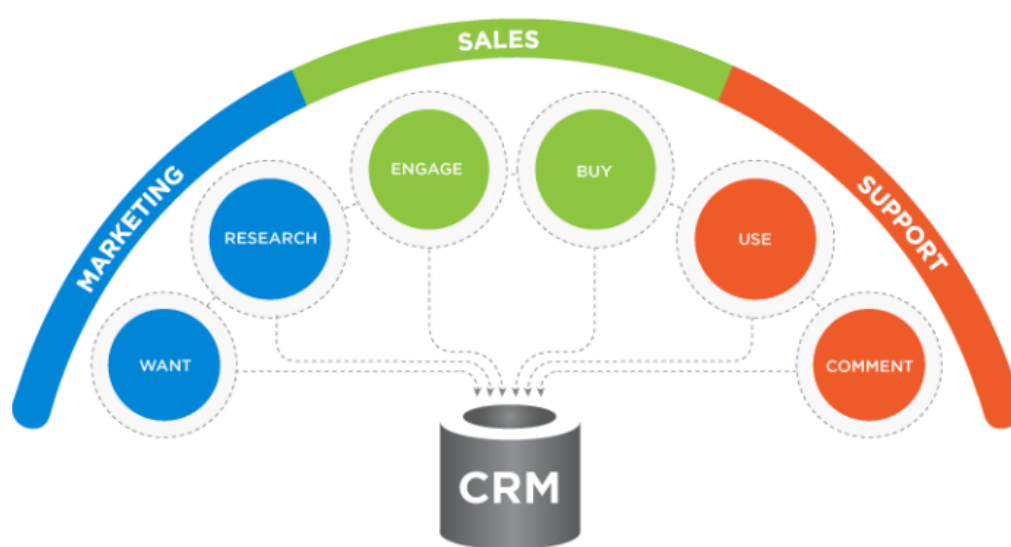 SALES
MARKETING
SUPPORT
ENGAGE
BUY
RESEARCH
USE
WANT
COMMENT
CRM